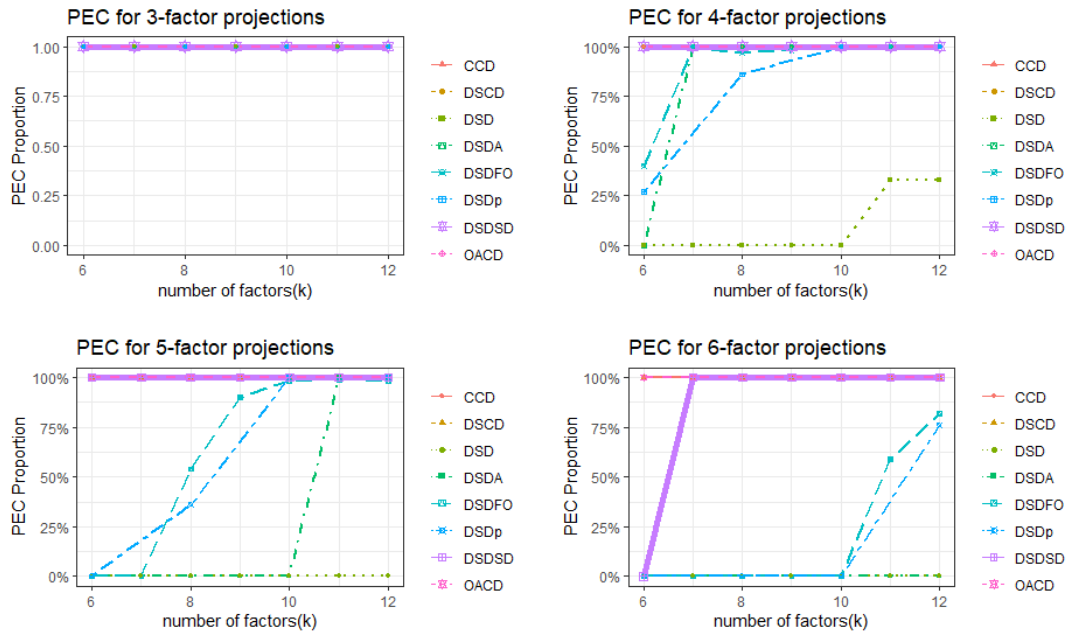 PEC for 3-factor projections
PEC Proportion
1.00
0.75
0.50
0.25
0.00
6 8 10 12
number of factors(k)
CCD
DSCD
DSD
DSDA
DSDFO
DSDp
DSDSD
OACD
PEC for 4-factor projections
PEC Proportion
100%
75%
50%
25%
0%
6 8 10 12
number of factors(k)
CCD
DSCD
DSD
DSDA
DSDFO
DSDp
DSDSD
OACD
PEC for 5-factor projections
PEC Proportion
100%
75%
50%
25%
0%
6 8 10 12
number of factors(k)
CCD
DSCD
DSD
DSDA
DSDFO
DSDp
DSDSD
OACD
PEC for 6-factor projections
PEC Proportion
100%
75%
50%
25%
0%
6 8 10 12
number of factors(k)
CCD
DSCD
DSD
DSDA
DSDFO
DSDp
DSDSD
OACD